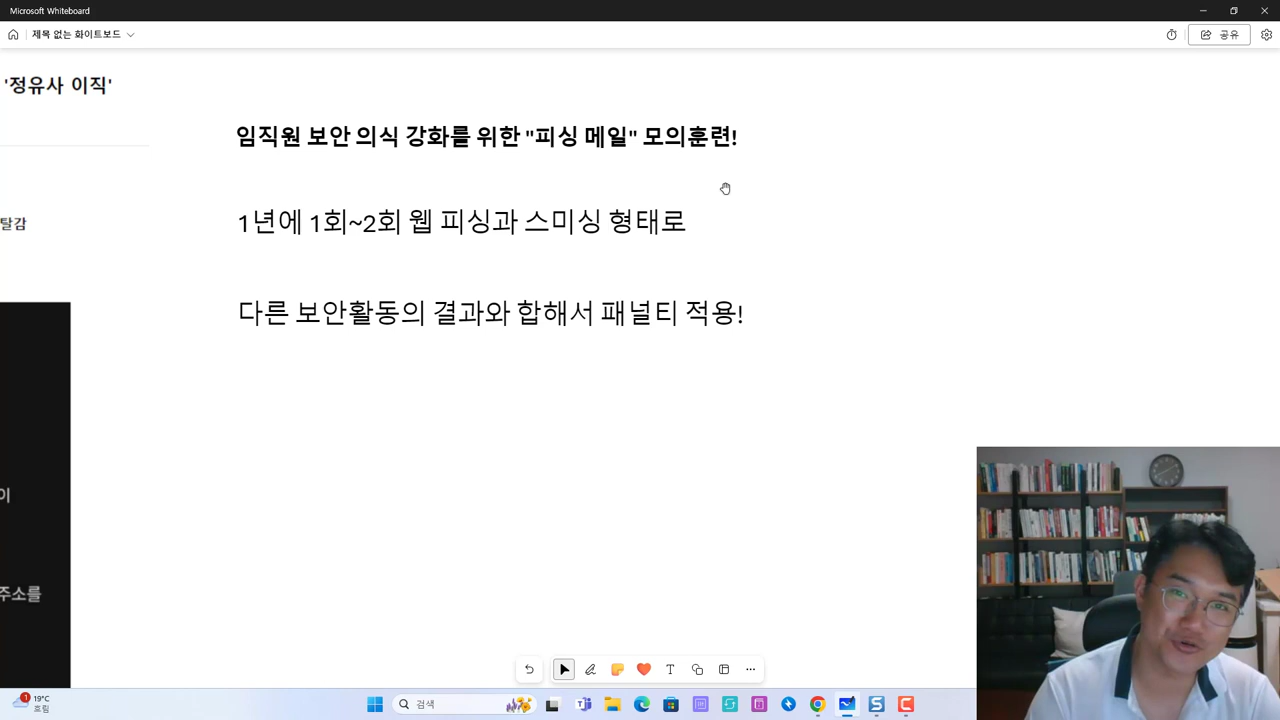 Microsoft Whiteboard
제목 없는 화이트보드
공유
'정유사 이직'
임직원 보안 의식 강화를 위한 "피싱 메일" 모의훈련!
탈감
1년에 1회~2회 웹 피싱과 스미싱 형태로
다른 보안활동의 결과와 합해서 패널티 적용!
이
주소를
1
19°C
흐림
검색